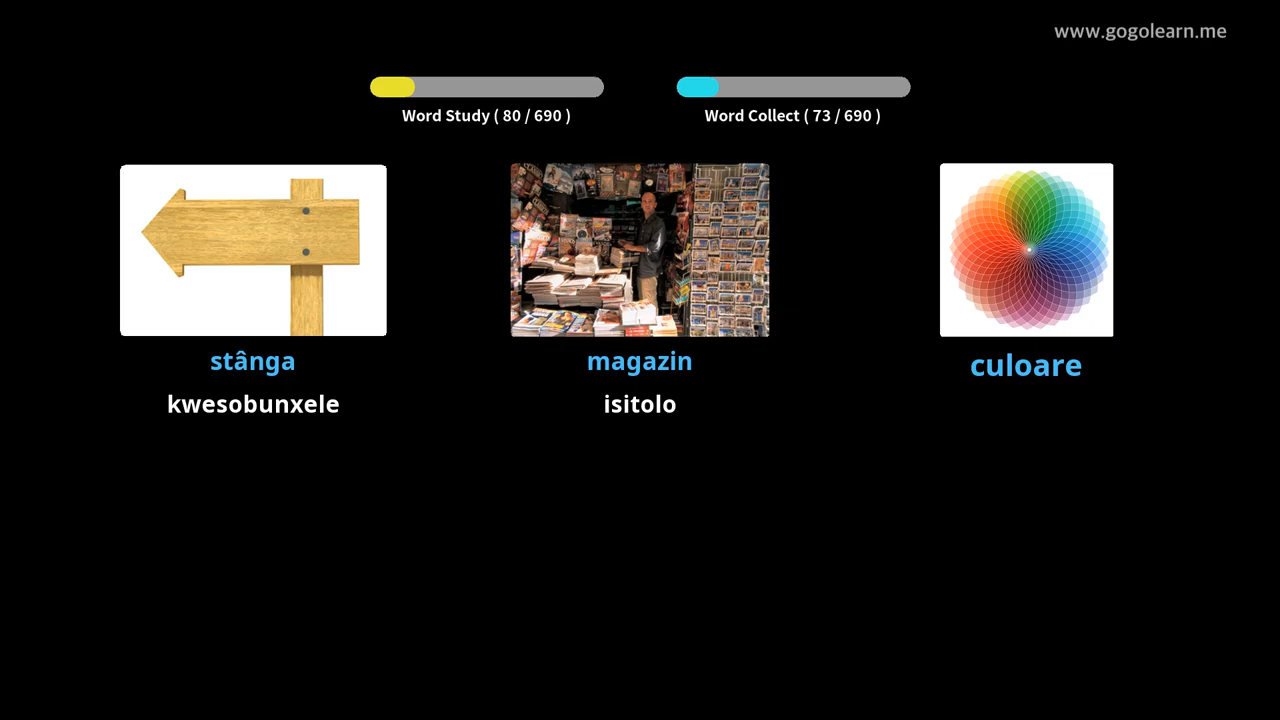 www.gogolearn.me
Word Study ( 80 / 690 )
Word Collect ( 73 / 690 )
stânga
magazin
culoare
kwesobunxele
isitolo